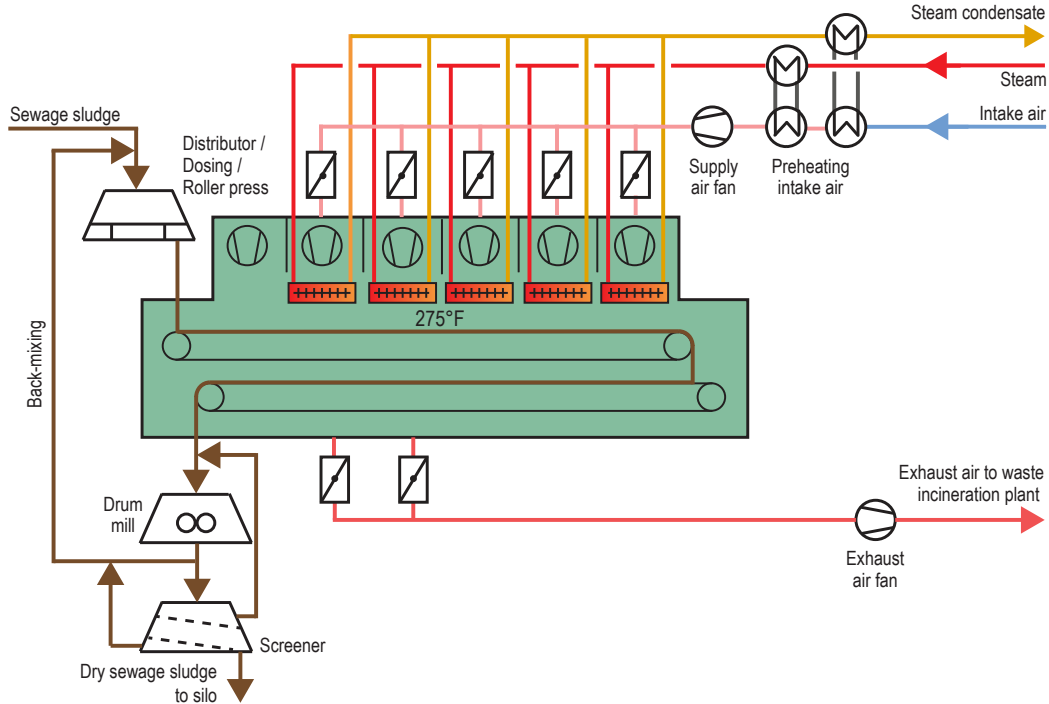 Steam condensate
Steam
Sewage sludge
Intake air
Distributor /
Dosing /
Roller press
Supply
air fan
Preheating
intake air
275°F
Back-mixing
Exhaust air to waste
incineration plant
Drum
mill
Exhaust
air fan
Screener
Dry sewage sludge
to silo